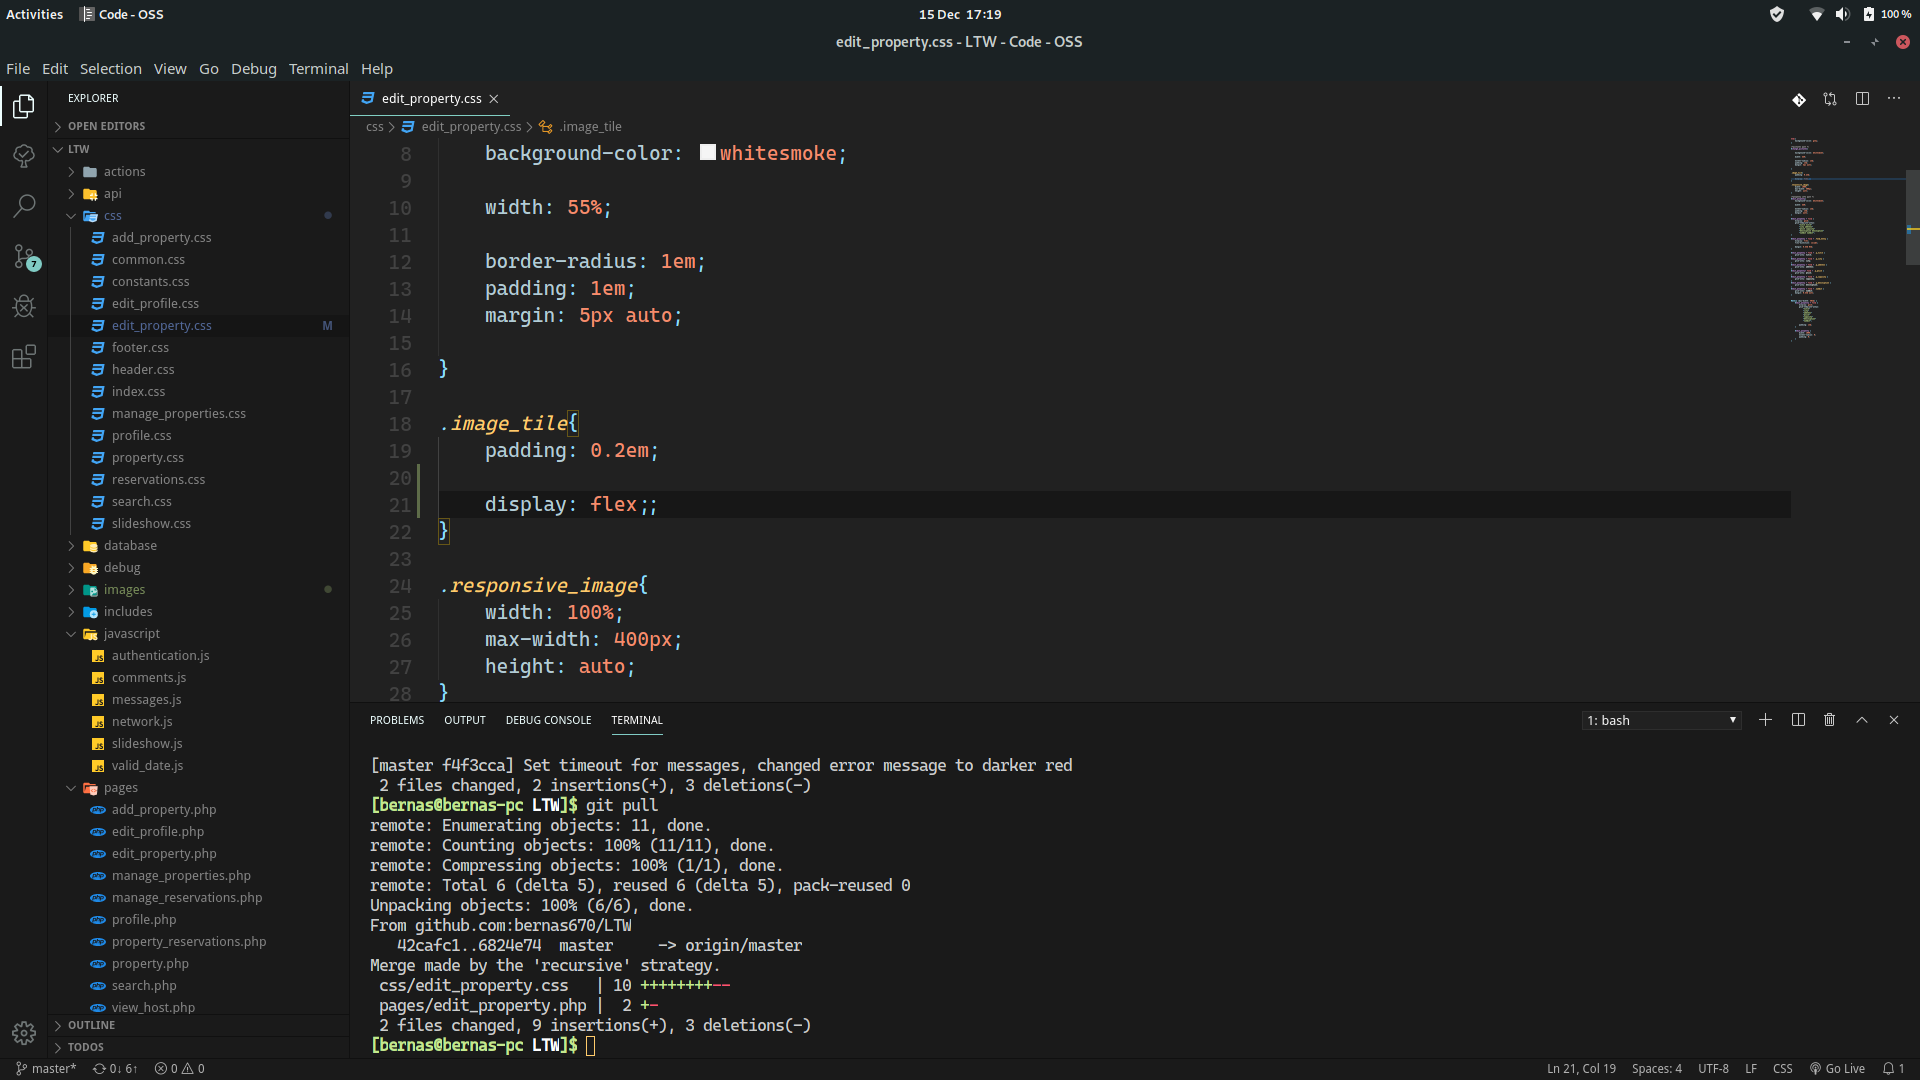 Activities Code - OSS 15 Dec 17:19 100 %
edit_property.css - LTW - Code - OSS
File Edit Selection View Go Debug Terminal Help
EXPLORER
OPEN EDITORS
LTW
actions
api
css
add_property.css
common.css
constants.css
edit_profile.css
edit_property.css M
footer.css
header.css
index.css
manage_properties.css
profile.css
property.css
reservations.css
search.css
slideshow.css
database
debug
images
includes
javascript
authentication.js
comments.js
messages.js
network.js
slideshow.js
valid_date.js
pages
add_property.php
edit_profile.php
edit_property.php
manage_properties.php
manage_reservations.php
profile.php
property_reservations.php
property.php
search.php
view_host.php
OUTLINE
TODOS
7
edit_property.css
css > edit_property.css > .image_tile
8 background-color: whitesmoke;
9
10 width: 55%;
11
12 border-radius: 1em;
13 padding: 1em;
14 margin: 5px auto;
15
16 }
17
18 .image_tile{
19 padding: 0.2em;
20
21 display: flex;;
22 }
23
24 .responsive_image{
25 width: 100%;
26 max-width: 400px;
27 height: auto;
28 }
PROBLEMS OUTPUT DEBUG CONSOLE TERMINAL 1: bash
[master f4f3cca] Set timeout for messages, changed error message to darker red
2 files changed, 2 insertions(+), 3 deletions(-)
[bernas@bernas-pc LTW]$ git pull
remote: Enumerating objects: 11, done.
remote: Counting objects: 100% (11/11), done.
remote: Compressing objects: 100% (1/1), done.
remote: Total 6 (delta 5), reused 6 (delta 5), pack-reused 0
Unpacking objects: 100% (6/6), done.
From github.com:bernas670/LTW
42cafc1..6824e74 master -> origin/master
Merge made by the 'recursive' strategy.
css/edit_property.css | 10 ++++++++--
pages/edit_property.php | 2 +-
2 files changed, 9 insertions(+), 3 deletions(-)
[bernas@bernas-pc LTW]$
master* 0↓ 6↑ 0 0 Ln 21, Col 19 Spaces: 4 UTF-8 LF CSS Go Live 1